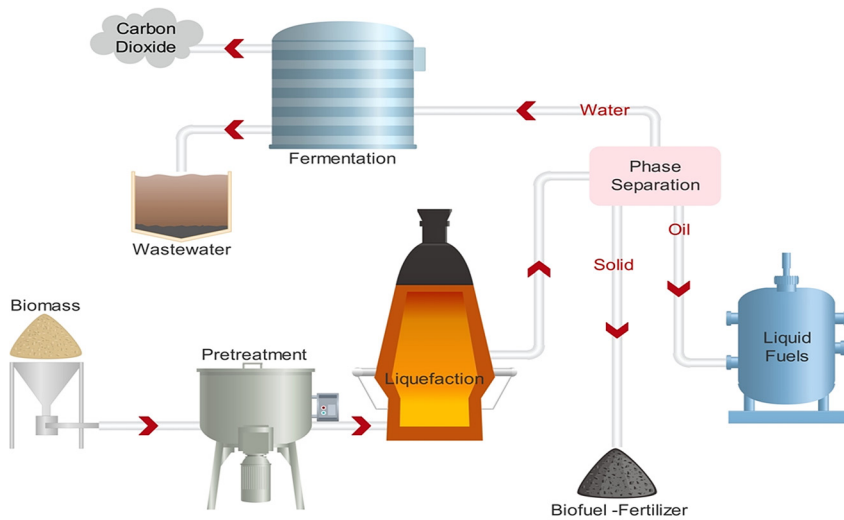 Carbon
Dioxide
Water
Fermentation
Phase
Separation
Wastewater
Oil
Solid
Biomass
Pretreatment
Liquefaction
Liquid
Fuels
Biofuel -Fertilizer